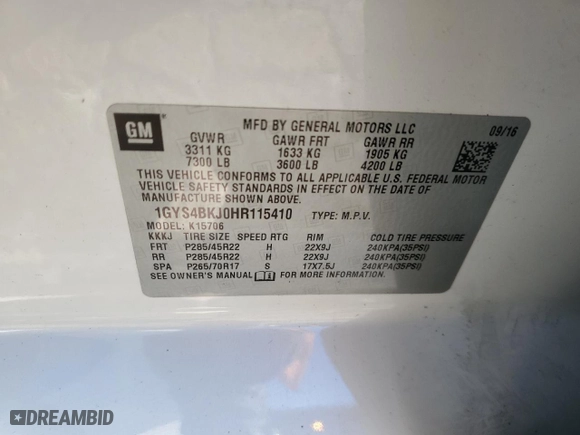 GM
MFD BY GENERAL MOTORS LLC 09/16
GVWR GAWR FRT GAWR RR
3311 KG 1633 KG 1905 KG
7300 LB 3600 LB 4200 LB
THIS VEHICLE CONFORMS TO ALL APPLICABLE U.S. FEDERAL MOTOR
VEHICLE SAFETY STANDARDS IN EFFECT ON THE DATE OF
MANUFACTURE SHOWN ABOVE.
1GYS4BKJ0HR115410 TYPE: M.P.V.
MODEL: K15706
KKKJ TIRE SIZE SPEED RTG RIM COLD TIRE PRESSURE
FRT P285/45R22 H 22X9J 240KPA(35PSI)
RR P285/45R22 H 22X9J 240KPA(35PSI)
SPA P265/70R17 S 17X7.5J 240KPA(35PSI)
SEE OWNER'S MANUAL FOR MORE INFORMATION.
DREAMBID